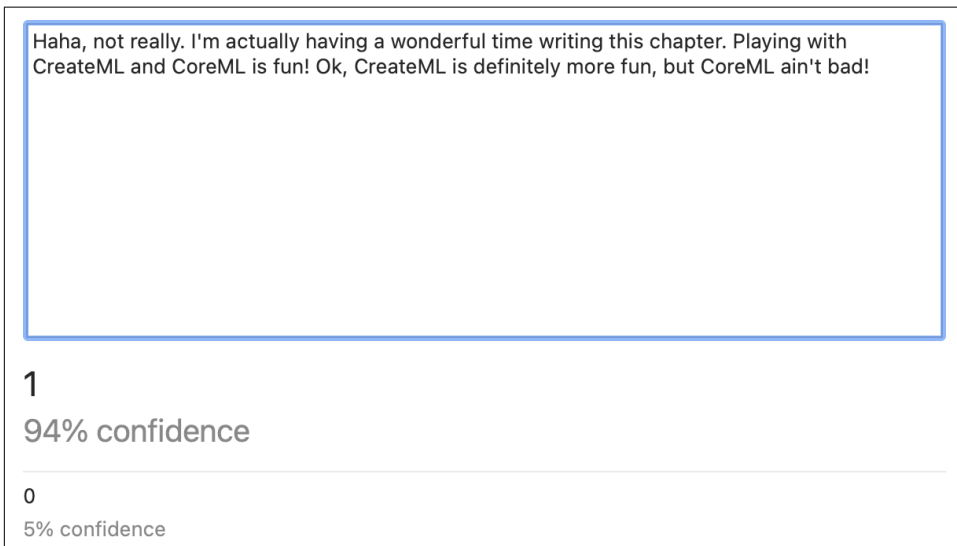 Haha, not really. I'm actually having a wonderful time writing this chapter. Playing with
CreateML and CoreML is fun! Ok, CreateML is definitely more fun, but CoreML ain't bad!
1
94% confidence
0
5% confidence